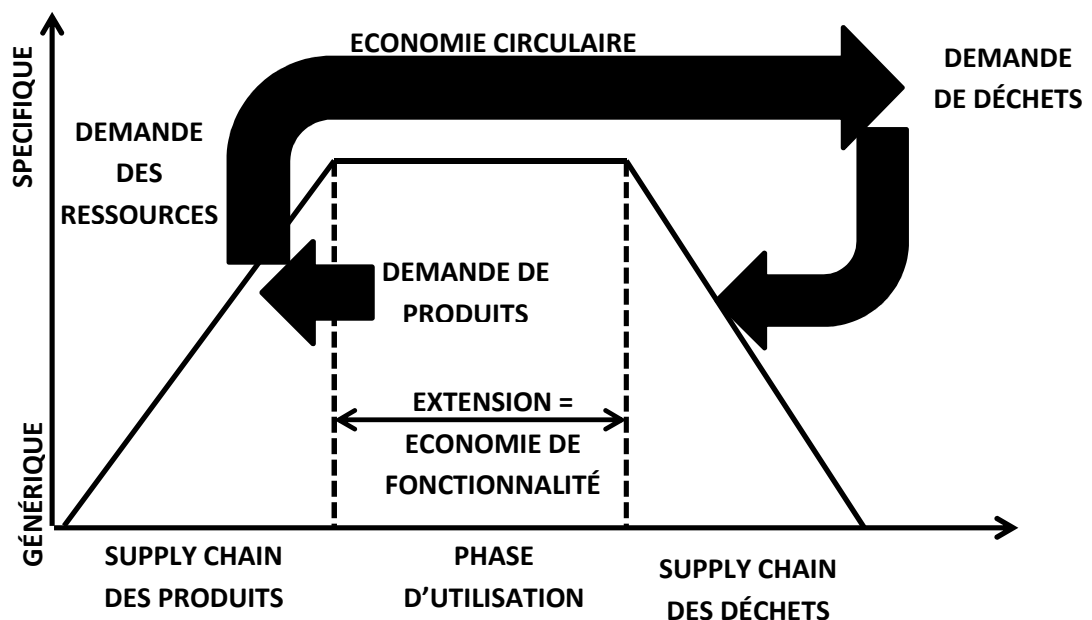 ECONOMIE CIRCULAIRE
DEMANDE
DE DÉCHETS
SPECIFIQUE
DEMANDE
DES
RESSOURCES
DEMANDE DE
PRODUITS
EXTENSION =
ECONOMIE DE
FONCTIONNALITÉ
GÉNÉRIQUE
SUPPLY CHAIN
DES PRODUITS
PHASE
D’UTILISATION
SUPPLY CHAIN
DES DÉCHETS